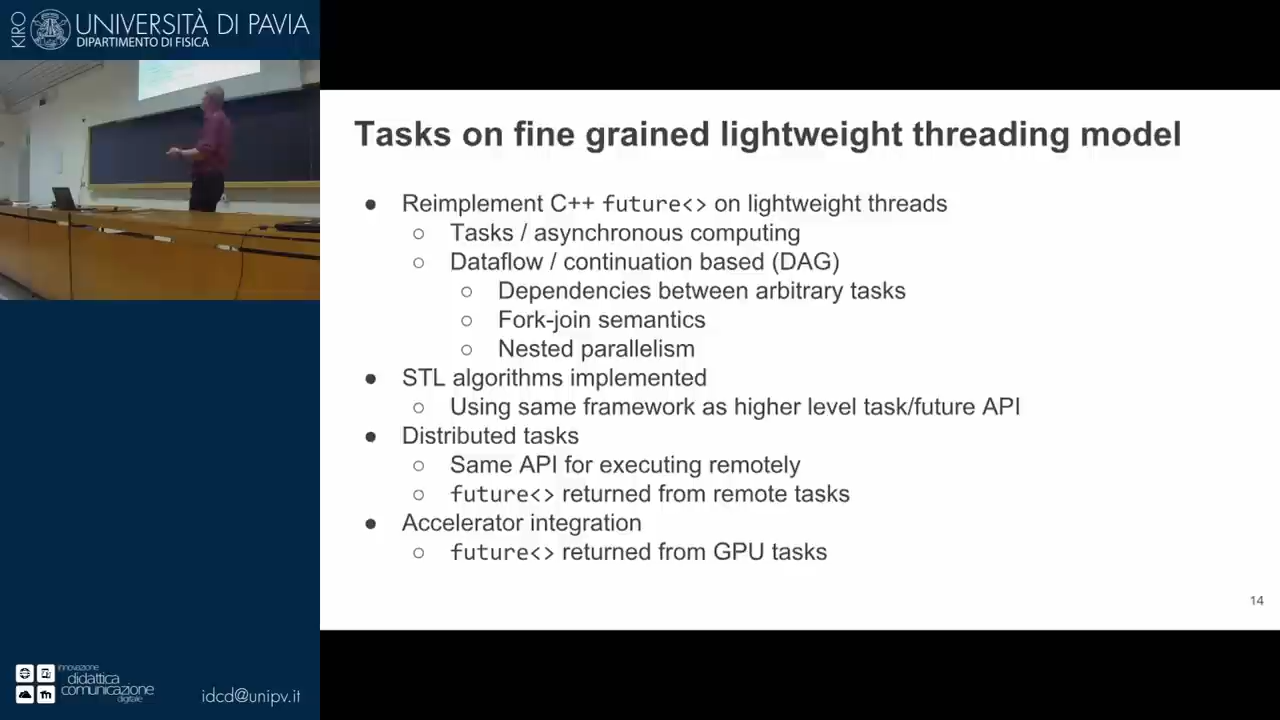 KIRO
UNIVERSITÀ DI PAVIA
DIPARTIMENTO DI FISICA
Tasks on fine grained lightweight threading model
● Reimplement C++ future<> on lightweight threads
○ Tasks / asynchronous computing
○ Dataflow / continuation based (DAG)
○ Dependencies between arbitrary tasks
○ Fork-join semantics
○ Nested parallelism
● STL algorithms implemented
○ Using same framework as higher level task/future API
● Distributed tasks
○ Same API for executing remotely
○ future<> returned from remote tasks
● Accelerator integration
○ future<> returned from GPU tasks
14
innovazione
didattica
comunicazione
digitale
idcd@unipv.it